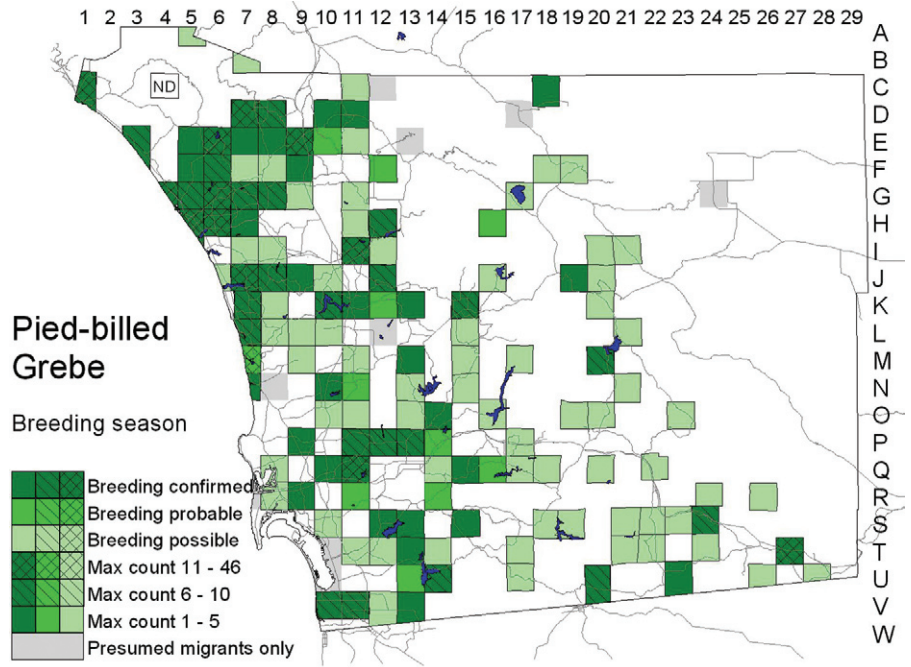 1 2 3 4 5 6 7 8 9 10 11 12 13 14 15 16 17 18 19 20 21 22 23 24 25 26 27 28 29
A
B
C
ND
D
E
F
G
H
I
J
K
Pied-billed
L
Grebe
M
N
Breeding season
O
P
Q
Breeding confirmed
R
Breeding probable
S
Breeding possible
T
Max count 11 - 46
U
Max count 6 - 10
V
Max count 1 - 5
W
Presumed migrants only